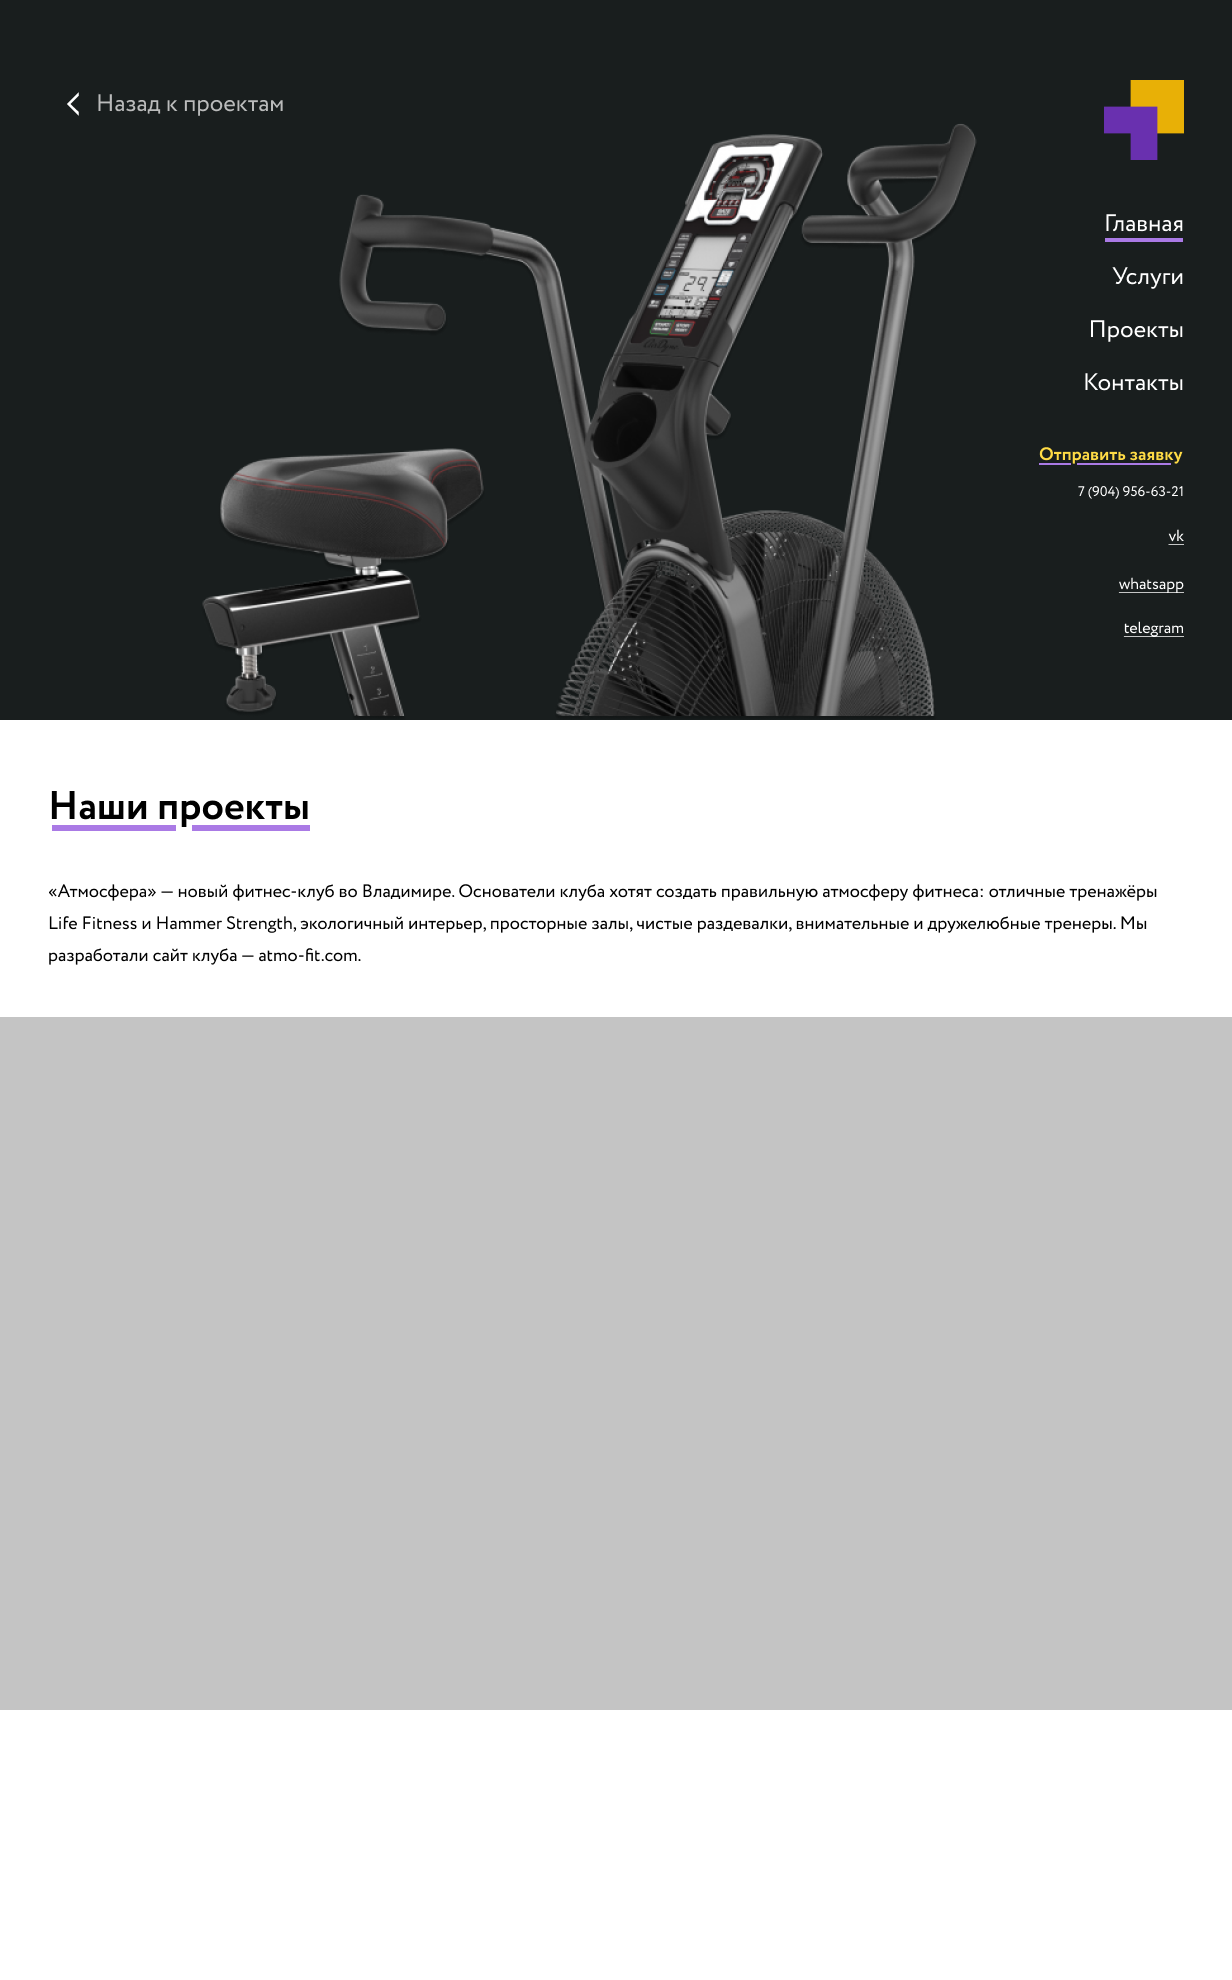 Назад к проектам
Главная
Услуги
Проекты
Контакты
Отправить заявку
7 (904) 956-63-21
vk
whatsapp
telegram
29.7
Наши проекты
«Атмосфера» — новый фитнес-клуб во Владимире. Основатели клуба хотят создать правильную атмосферу фитнеса: отличные тренажёры
Life Fitness и Hammer Strength, экологичный интерьер, просторные залы, чистые раздевалки, внимательные и дружелюбные тренеры. Мы
разработали сайт клуба — atmo-fit.com.